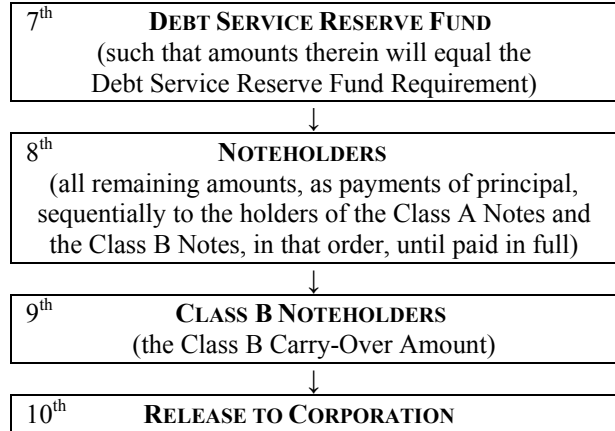 7th DEBT SERVICE RESERVE FUND
(such that amounts therein will equal the
Debt Service Reserve Fund Requirement)
↓
8th NOTEHOLDERS
(all remaining amounts, as payments of principal,
sequentially to the holders of the Class A Notes and
the Class B Notes, in that order, until paid in full)
↓
9th CLASS B NOTEHOLDERS
(the Class B Carry-Over Amount)
↓
10th RELEASE TO CORPORATION